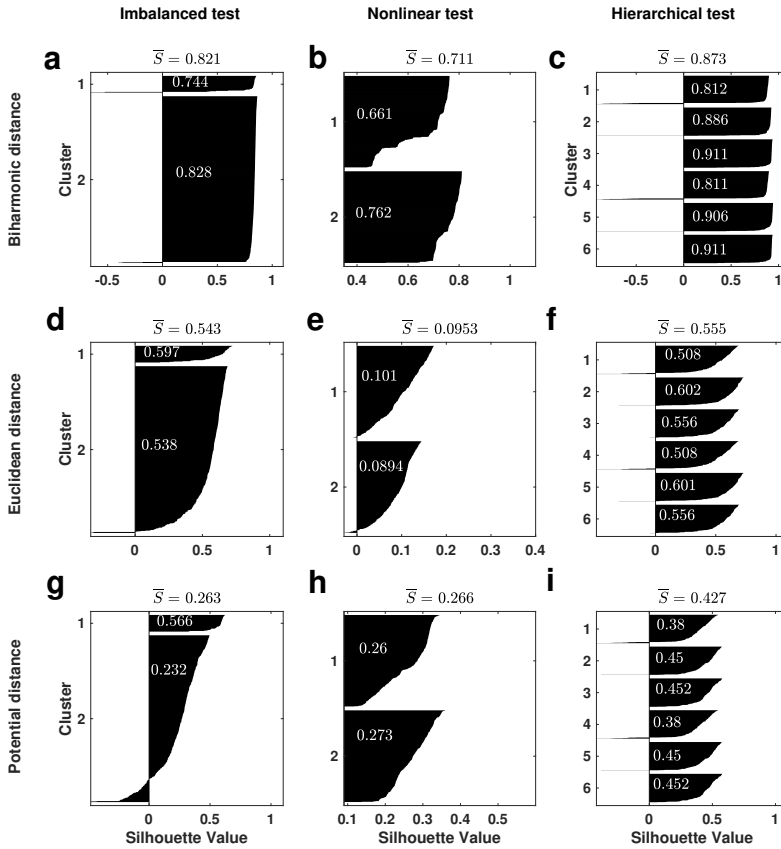 Imbalanced test
Nonlinear test
Hierarchical test
a
b
c
S = 0.821
S = 0.711
S = 0.873
Biharmonic distance
Cluster
1
2
0.744
0.828
-0.5 0 0.5 1
1
2
0.661
0.762
0.4 0.6 0.8 1
Cluster
1
2
3
4
5
6
0.812
0.886
0.911
0.811
0.906
0.911
-0.5 0 0.5 1
d
e
f
S = 0.543
S = 0.0953
S = 0.555
Euclidean distance
Cluster
1
2
0.597
0.538
0 0.5 1
1
2
0.101
0.0894
0 0.1 0.2 0.3 0.4
1
2
3
4
5
6
0.508
0.602
0.556
0.508
0.601
0.556
0 0.5 1
g
h
i
S = 0.263
S = 0.266
S = 0.427
Potential distance
Cluster
1
2
0.566
0.232
0 0.5 1
1
2
0.26
0.273
0.1 0.2 0.3 0.4 0.5
1
2
3
4
5
6
0.38
0.45
0.452
0.38
0.45
0.452
0 0.5 1
Silhouette Value
Silhouette Value
Silhouette Value